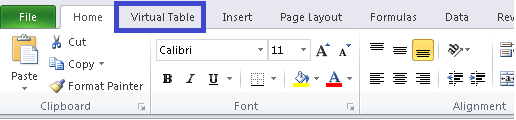 File Home Virtual Table Insert Page Layout Formulas Data
Cut
Calibri 11 A A
Paste Copy
B I U A
Format Painter
Clipboard Font Alignment